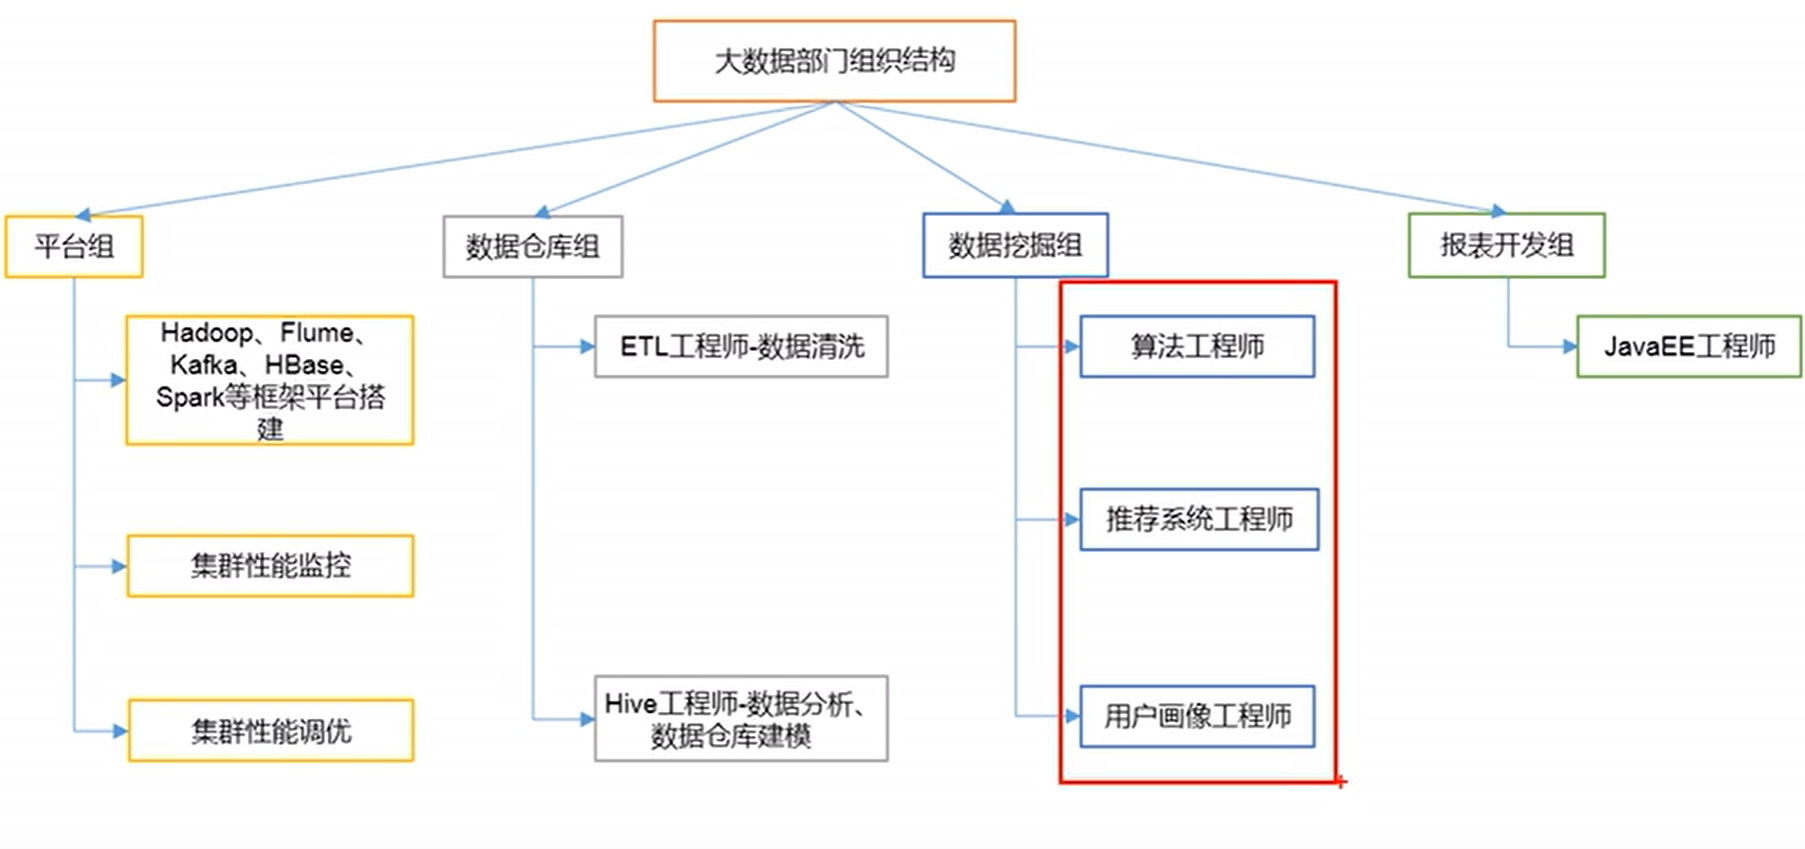 大数据部门组织结构
平台组
Hadoop、Flume、
Kafka、HBase、
Spark等框架平台搭
建
集群性能监控
集群性能调优
数据仓库组
ETL工程师-数据清洗
Hive工程师-数据分析、
数据仓库建模
数据挖掘组
算法工程师
推荐系统工程师
用户画像工程师
报表开发组
JavaEE工程师